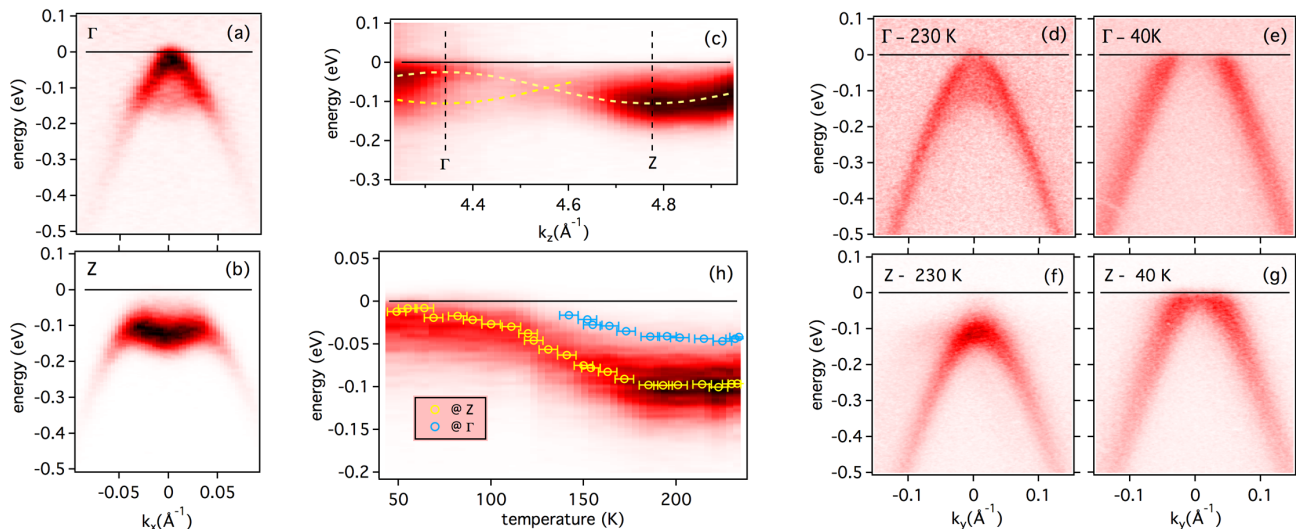 0.1
Γ
(a)
0
-0.1
-0.2
-0.3
-0.4
-0.5
energy (eV)
0.1
Z
(b)
0
-0.1
-0.2
-0.3
-0.4
-0.5
energy (eV)
-0.05
0
0.05
kx(Å-1)
0.1
(c)
0
-0.1
-0.2
-0.3
energy (eV)
Γ
Z
4.4
4.6
4.8
kz(Å-1)
0.05
(h)
0
-0.05
-0.1
-0.15
-0.2
energy (eV)
@ Z
@ Γ
50
100
150
200
temperature (K)
0.1
Γ - 230 K
(d)
Γ - 40K
(e)
0
-0.1
-0.2
-0.3
-0.4
-0.5
energy (eV)
0.1
Z - 230 K
(f)
Z - 40 K
(g)
0
-0.1
-0.2
-0.3
-0.4
-0.5
energy (eV)
-0.1
0
0.1
ky(Å-1)
-0.1
0
0.1
ky(Å-1)